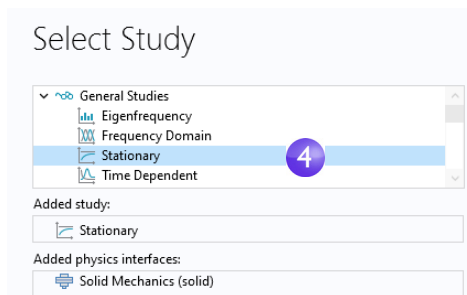 Select Study
General Studies
Eigenfrequency
Frequency Domain
Stationary
4
Time Dependent
Added study:
Stationary
Added physics interfaces:
Solid Mechanics (solid)